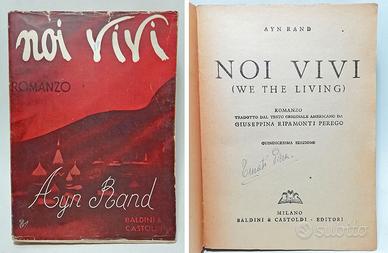 noi vivi
ROMANZO
Ayn Rand
BALDINI &
CASTOLDI
AYN RAND
NOI VIVI
(WE THE LIVING)
ROMANZO
TRADOTTO DAL TESTO ORIGINALE AMERICANO DA
GIUSEPPINA RIPAMONTI PEREGO
QUINDICESIMA EDIZIONE
MILANO
BALDINI & CASTOLDI - EDITORI
subito